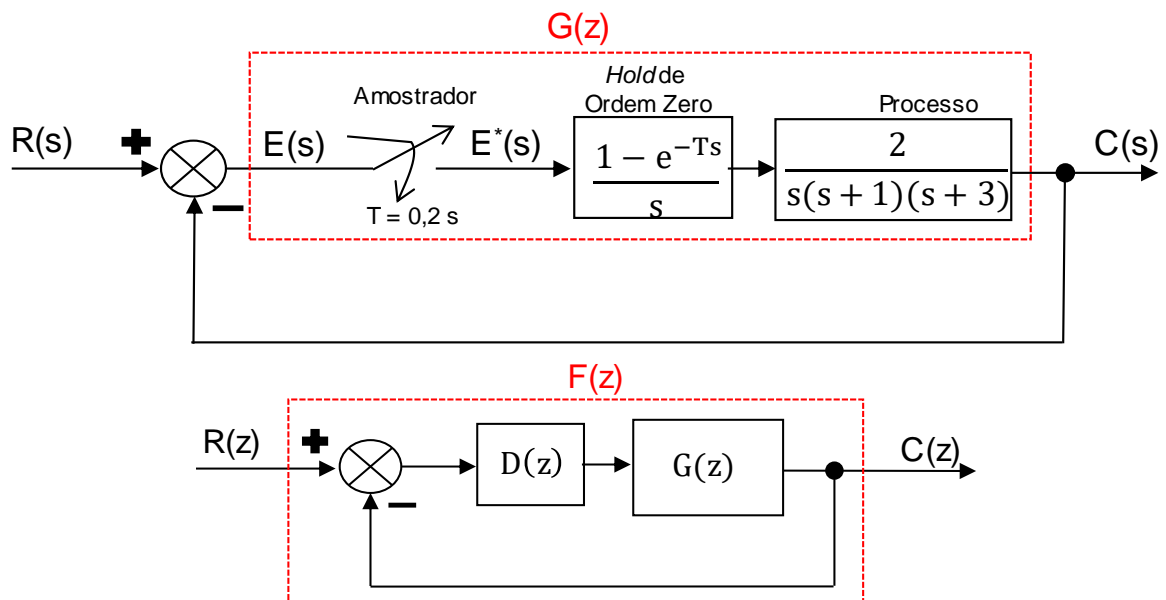 G(z)
Hold de
Ordem Zero
Amostrador
Processo
R(s)
+
E(s)
E*(s)
1 − e^{−Ts}
s
2
s(s + 1)(s + 3)
C(s)
−
T = 0,2 s
F(z)
R(z)
+
D(z)
G(z)
C(z)
−